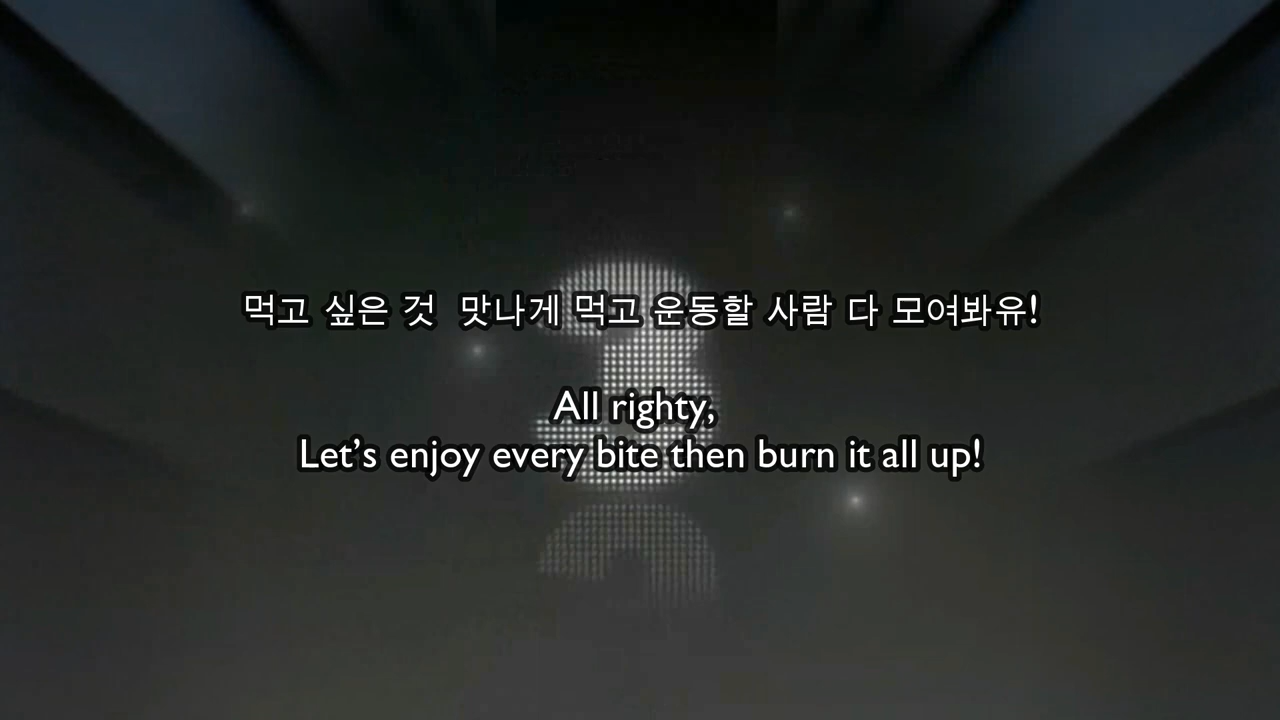 먹고 싶은 것 맛나게 먹고 운동할 사람 다 모여봐유!
3
All righty,
Let's enjoy every bite then burn it all up!